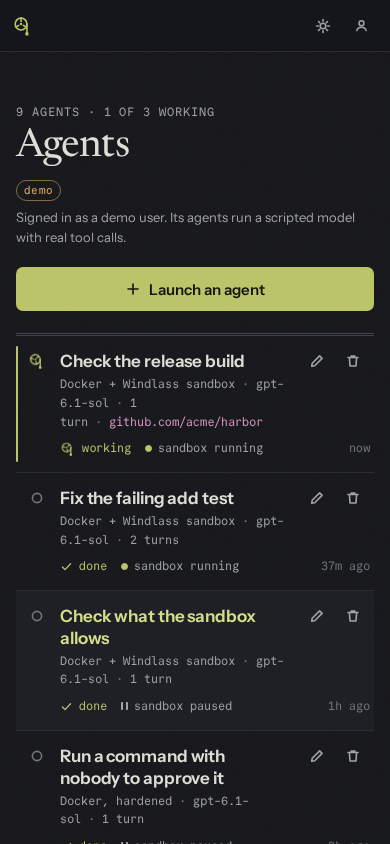 9 AGENTS · 1 OF 3 WORKING
Agents
demo
Signed in as a demo user. Its agents run a scripted model
with real tool calls.
+ Launch an agent
Check the release build
Docker + Windlass sandbox · gpt-
6.1-sol · 1
turn · github.com/acme/harbor
working sandbox running now
Fix the failing add test
Docker + Windlass sandbox · gpt-
6.1-sol · 2 turns
done sandbox running 37m ago
Check what the sandbox
allows
Docker + Windlass sandbox · gpt-
6.1-sol · 1 turn
done sandbox paused 1h ago
Run a command with
nobody to approve it
Docker, hardened · gpt-6.1-
sol · 1 turn